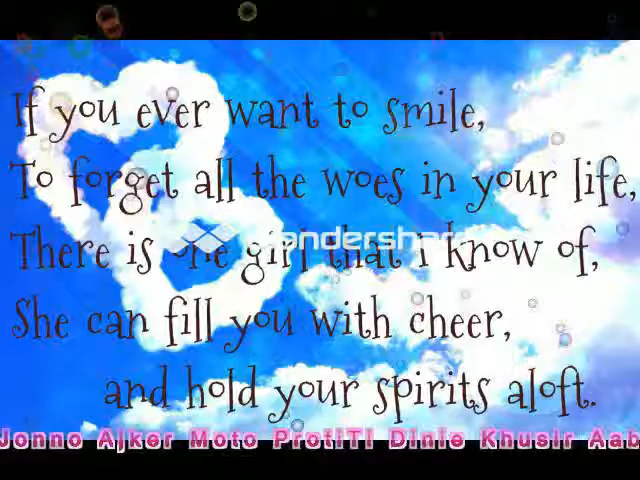 If you ever want to smile,
To forget all the woes in your life,
There is one girl that i know of,
She can fill you with cheer,
and hold your spirits aloft.
Jonno Ajker Moto ProtiTi Dinie Khusir Aab